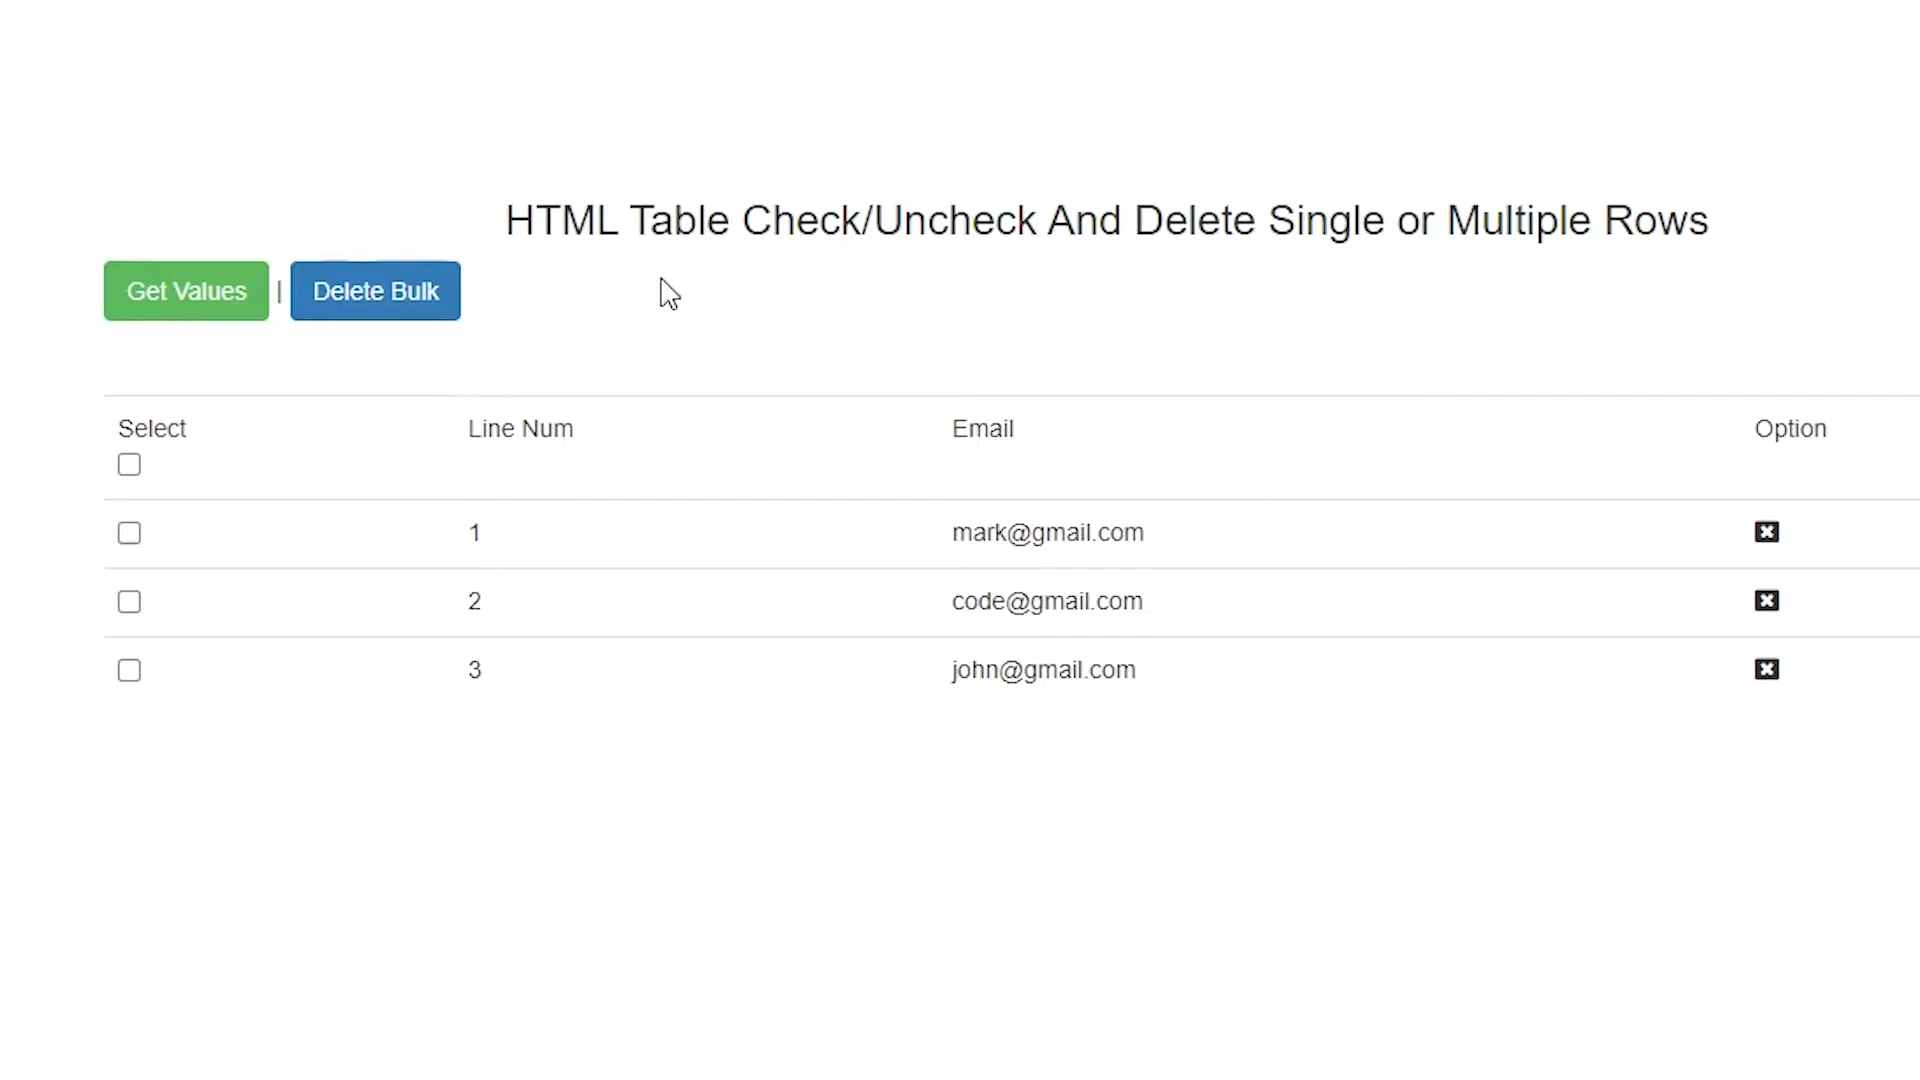 HTML Table Check/Uncheck And Delete Single or Multiple Rows
Get Values | Delete Bulk
Select Line Num Email Option
1 mark@gmail.com
2 code@gmail.com
3 john@gmail.com